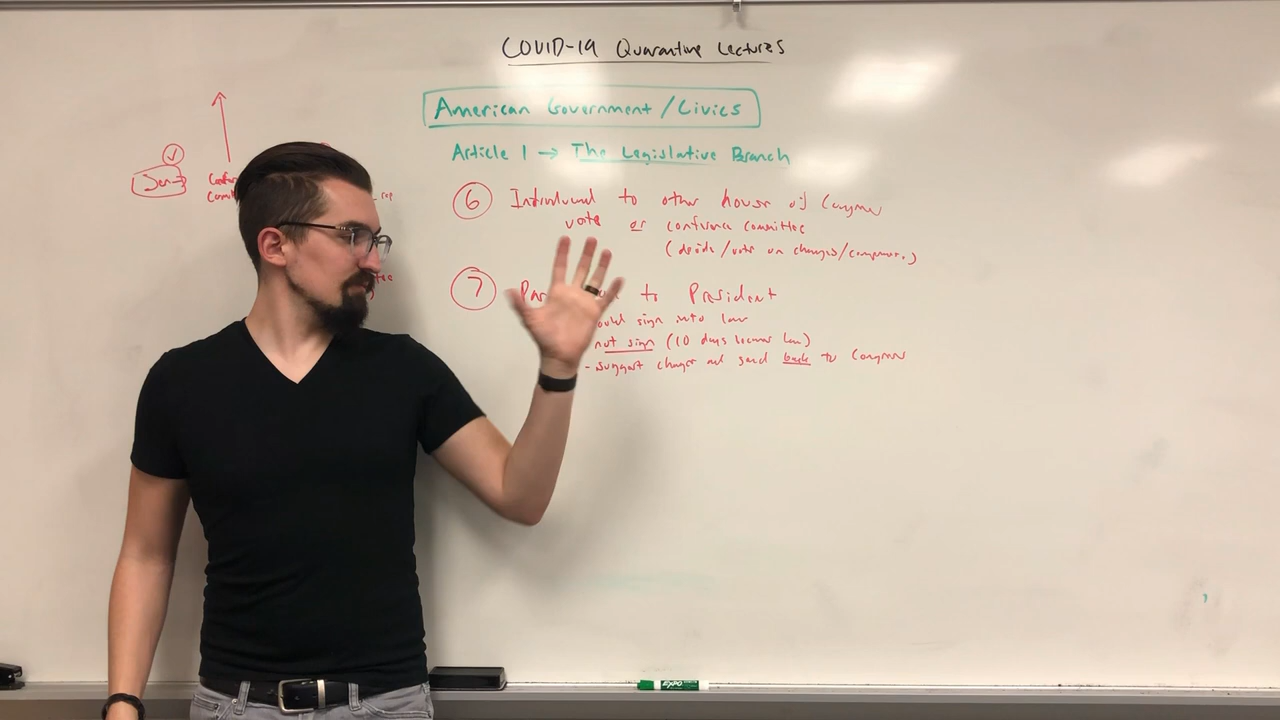 COVID-19 Quarantine Lectures
American Government/Civics
Article 1 → The Legislative Branch
6 Introduced to other house of Congress
vote or conference committee
(decide/vote on changes/compromise)
7 to President
sign into law
not sign (10 days becomes law)
- suggest changes and send back to Congress
Sen
EXPO